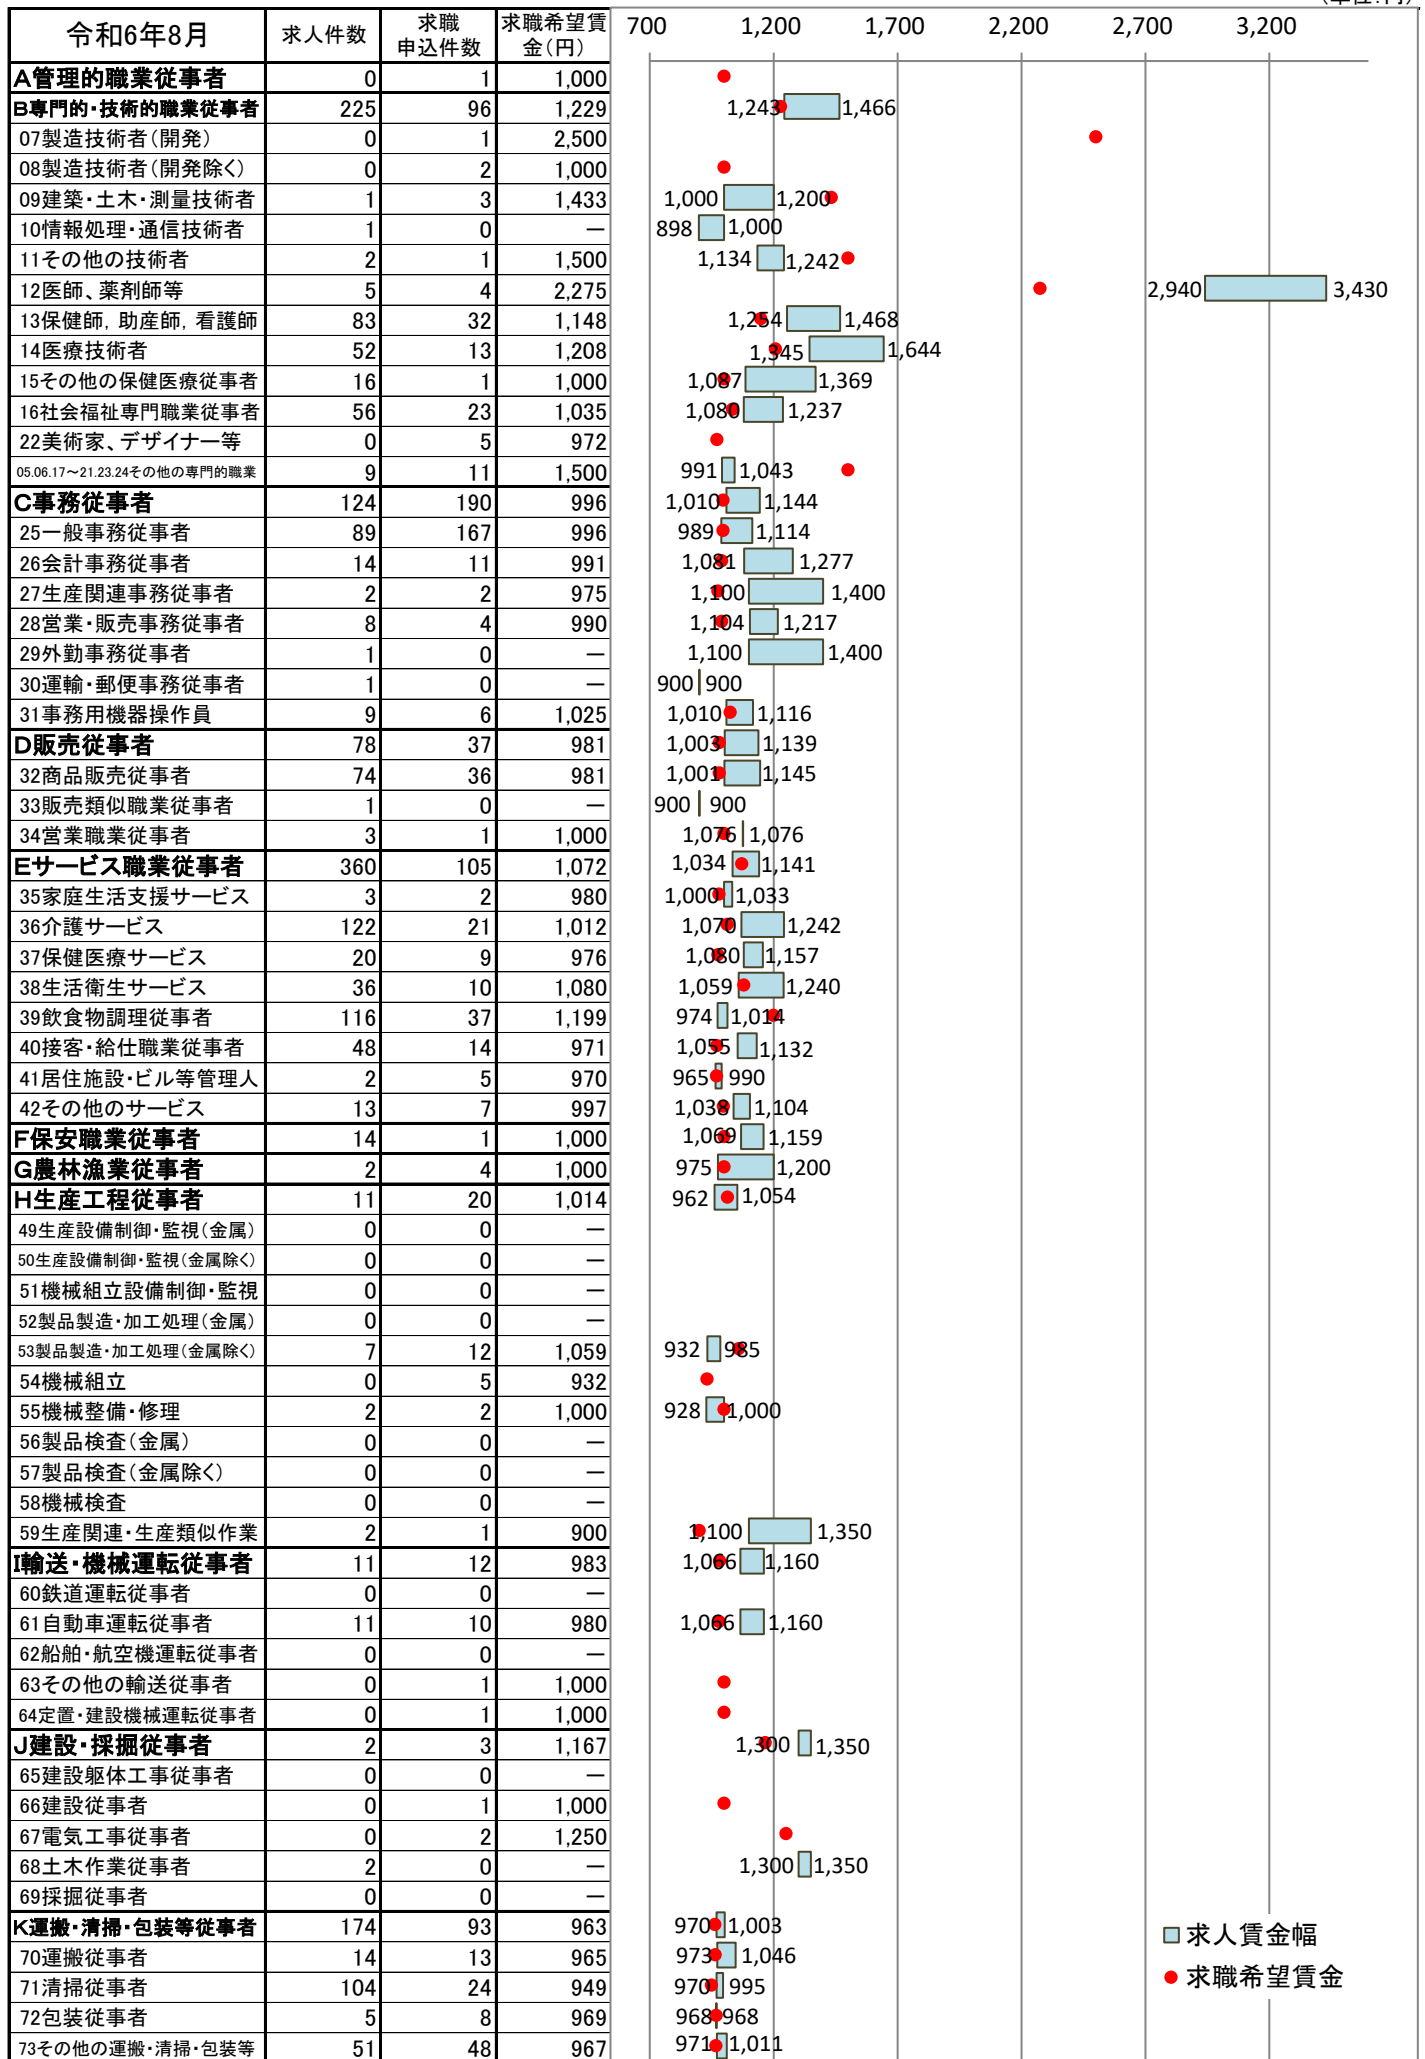 (単位:円)
令和6年8月 求人件数 求職申込件数 求職希望賃金(円) 700 1,200 1,700 2,200 2,700 3,200
A管理的職業従事者 0 1 1,000
B専門的・技術的職業従事者 225 96 1,229 1,243 1,466
07製造技術者(開発) 0 1 2,500
08製造技術者(開発除く) 0 2 1,000
09建築・土木・測量技術者 1 3 1,433 1,000 1,200
10情報処理・通信技術者 1 0 － 898 1,000
11その他の技術者 2 1 1,500 1,134 1,242
12医師、薬剤師等 5 4 2,275 2,940 3,430
13保健師, 助産師, 看護師 83 32 1,148 1,254 1,468
14医療技術者 52 13 1,208 1,345 1,644
15その他の保健医療従事者 16 1 1,000 1,087 1,369
16社会福祉専門職業従事者 56 23 1,035 1,080 1,237
22美術家、デザイナー等 0 5 972
05.06.17～21.23.24その他の専門的職業 9 11 1,500 991 1,043
C事務従事者 124 190 996 1,010 1,144
25一般事務従事者 89 167 996 989 1,114
26会計事務従事者 14 11 991 1,081 1,277
27生産関連事務従事者 2 2 975 1,100 1,400
28営業・販売事務従事者 8 4 990 1,104 1,217
29外勤事務従事者 1 0 － 1,100 1,400
30運輸・郵便事務従事者 1 0 － 900 900
31事務用機器操作員 9 6 1,025 1,010 1,116
D販売従事者 78 37 981 1,003 1,139
32商品販売従事者 74 36 981 1,001 1,145
33販売類似職業従事者 1 0 － 900 900
34営業職業従事者 3 1 1,000 1,076 1,076
Eサービス職業従事者 360 105 1,072 1,034 1,141
35家庭生活支援サービス 3 2 980 1,000 1,033
36介護サービス 122 21 1,012 1,070 1,242
37保健医療サービス 20 9 976 1,080 1,157
38生活衛生サービス 36 10 1,080 1,059 1,240
39飲食物調理従事者 116 37 1,199 974 1,014
40接客・給仕職業従事者 48 14 971 1,055 1,132
41居住施設・ビル等管理人 2 5 970 965 990
42その他のサービス 13 7 997 1,038 1,104
F保安職業従事者 14 1 1,000 1,069 1,159
G農林漁業従事者 2 4 1,000 975 1,200
H生産工程従事者 11 20 1,014 962 1,054
49生産設備制御・監視(金属) 0 0 －
50生産設備制御・監視(金属除く) 0 0 －
51機械組立設備制御・監視 0 0 －
52製品製造・加工処理(金属) 0 0 －
53製品製造・加工処理(金属除く) 7 12 1,059 932 985
54機械組立 0 5 932
55機械整備・修理 2 2 1,000 928 1,000
56製品検査(金属) 0 0 －
57製品検査(金属除く) 0 0 －
58機械検査 0 0 －
59生産関連・生産類似作業 2 1 900 1,100 1,350
I輸送・機械運転従事者 11 12 983 1,066 1,160
60鉄道運転従事者 0 0 －
61自動車運転従事者 11 10 980 1,066 1,160
62船舶・航空機運転従事者 0 0 －
63その他の輸送従事者 0 1 1,000
64定置・建設機械運転従事者 0 1 1,000
J建設・採掘従事者 2 3 1,167 1,300 1,350
65建設躯体工事従事者 0 0 －
66建設従事者 0 1 1,000
67電気工事従事者 0 2 1,250
68土木作業従事者 2 0 － 1,300 1,350
69採掘従事者 0 0 －
K運搬・清掃・包装等従事者 174 93 963 970 1,003
70運搬従事者 14 13 965 973 1,046
71清掃従事者 104 24 949 970 995
72包装従事者 5 8 969 968 968
73その他の運搬・清掃・包装等 51 48 967 971 1,011
求人賃金幅
求職希望賃金